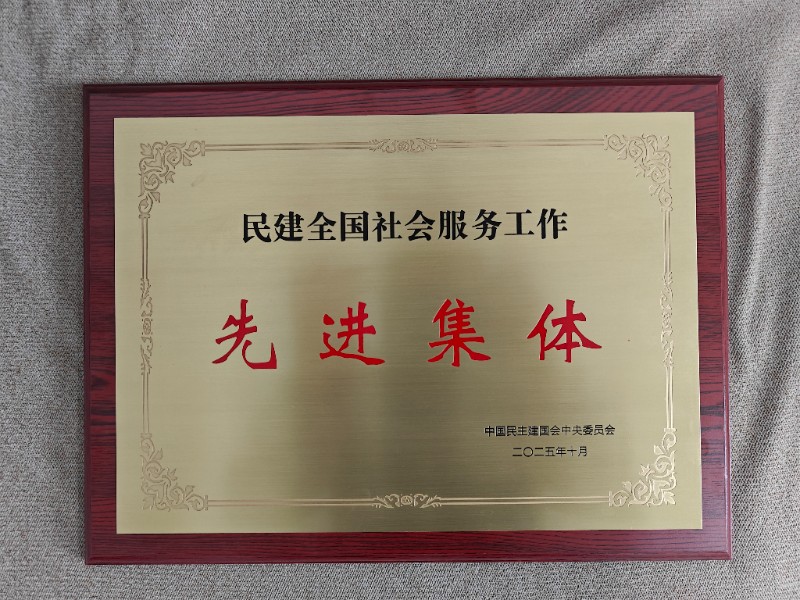 民建全国社会服务工作
先进集体
中国民主建国会中央委员会
二〇二五年十月